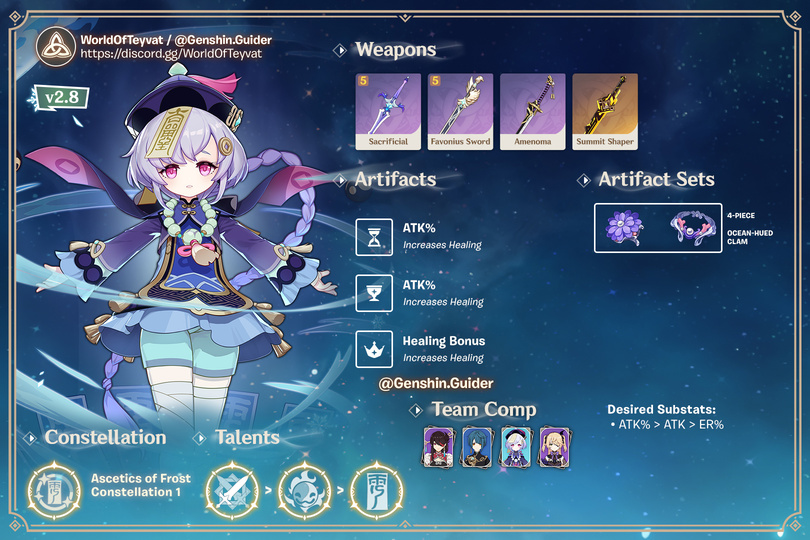 WorldOfTeyvat / @Genshin.Guider
https://discord.gg/WorldOfTeyvat
v2.8
Weapons
5
5
Sacrificial
Favonius Sword
Amenoma
Summit Shaper
Artifacts
ATK%
Increases Healing
ATK%
Increases Healing
Healing Bonus
Increases Healing
Artifact Sets
4-PIECE
OCEAN-HUED
CLAM
@Genshin.Guider
Team Comp
Desired Substats:
• ATK% > ATK > ER%
Constellation
Ascetics of Frost
Constellation 1
Talents
> >